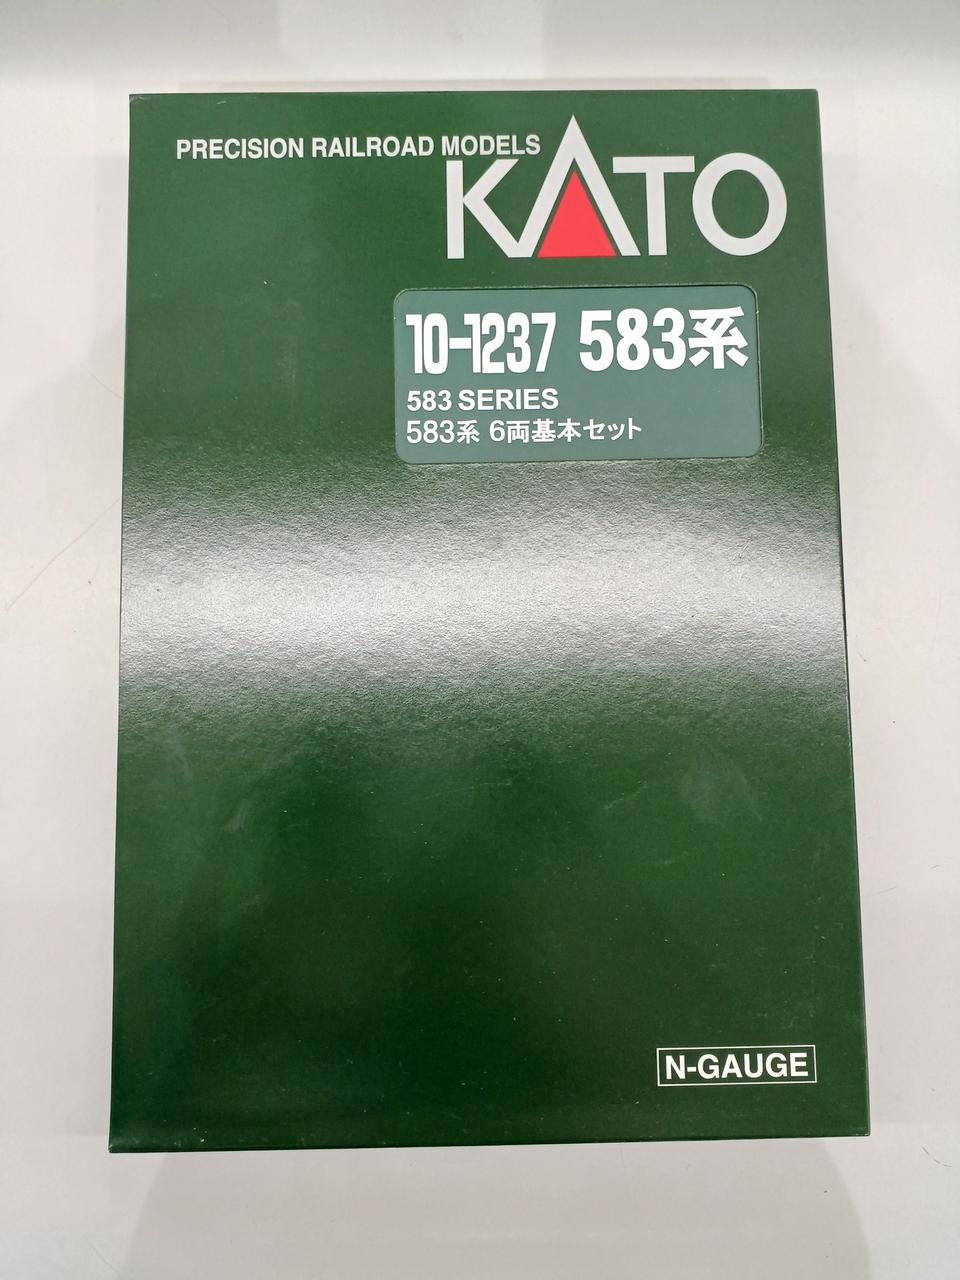 PRECISION RAILROAD MODELS
KATO
10-1237 583系
583 SERIES
583系 6両基本セット
N-GAUGE